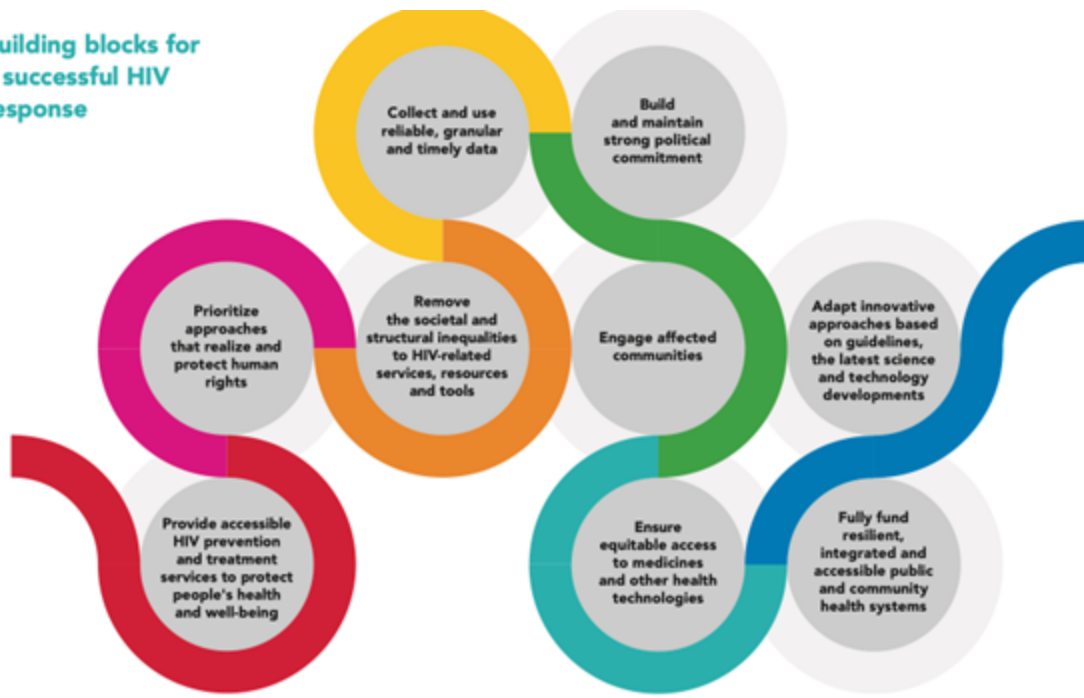 uilding blocks for
successful HIV
esponse
Collect and use
reliable, granular
and timely data
Build
and maintain
strong political
commitment
Prioritize
approaches
that realize and
protect human
rights
Remove
the societal and
structural inequalities
to HIV-related
services, resources
and tools
Engage affected
communities
Adapt innovative
approaches based
on guidelines,
the latest science
and technology
developments
Provide accessible
HIV prevention
and treatment
services to protect
people's health
and well-being
Ensure
equitable access
to medicines
and other health
technologies
Fully fund
resilient,
integrated and
accessible public
and community
health systems